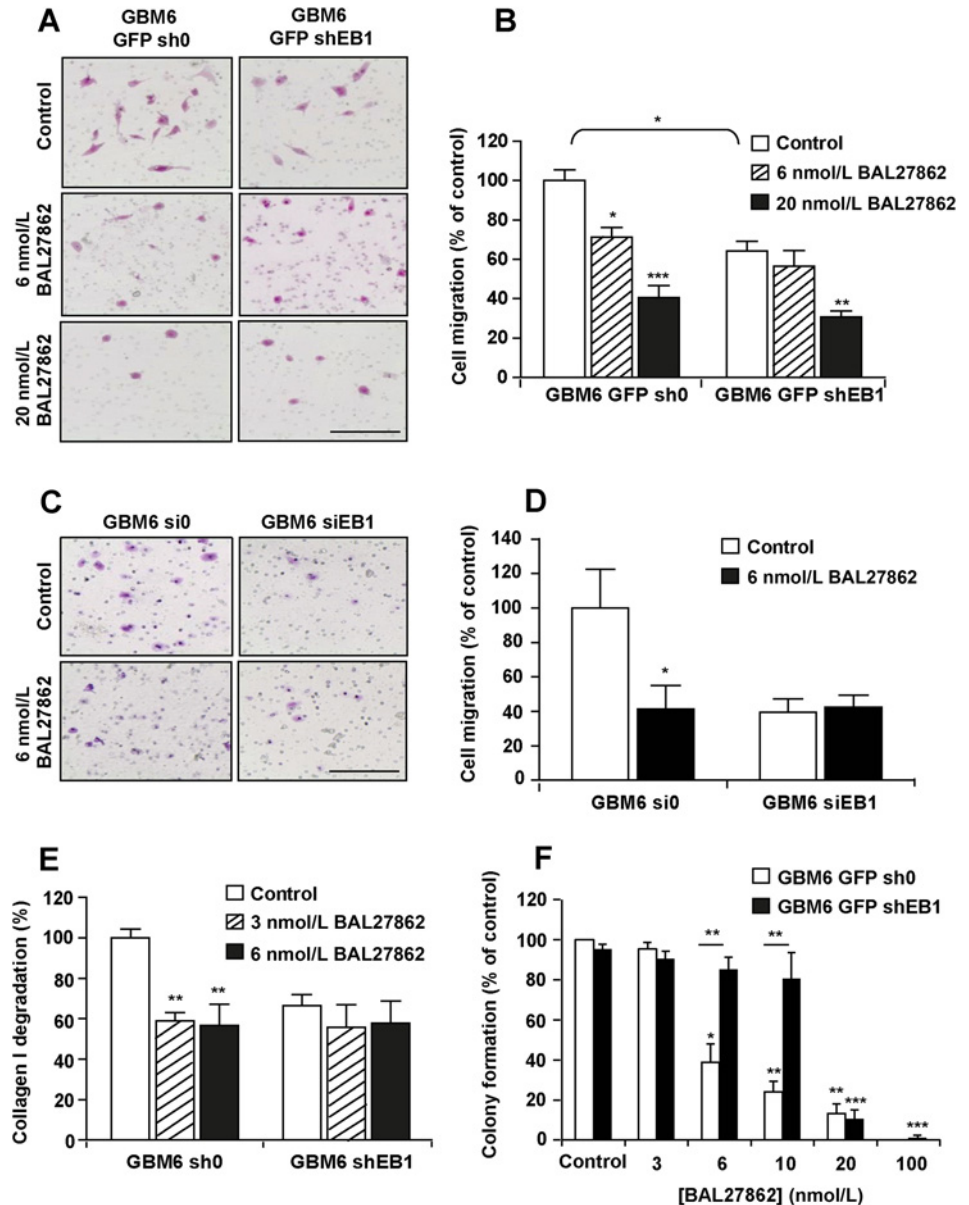 A
GBM6
GFP sh0
GBM6
GFP shEB1
Control
6 nmol/L
BAL27862
20 nmol/L
BAL27862
B
Cell migration (% of control)
120
100
80
60
40
20
0
*
*
***
**
Control
6 nmol/L BAL27862
20 nmol/L BAL27862
GBM6 GFP sh0
GBM6 GFP shEB1
C
GBM6 si0
GBM6 siEB1
Control
6 nmol/L
BAL27862
D
Cell migration (% of control)
140
120
100
80
60
40
20
0
*
Control
6 nmol/L BAL27862
GBM6 si0
GBM6 siEB1
E
Collagen I degradation (%)
120
100
80
60
40
20
0
Control
3 nmol/L BAL27862
6 nmol/L BAL27862
** **
GBM6 sh0
GBM6 shEB1
F
GBM6 GFP sh0
GBM6 GFP shEB1
Colony formation (% of control)
120
100
80
60
40
20
0
** **
*
**
** ***
***
Control 3 6 10 20 100
[BAL27862] (nmol/L)